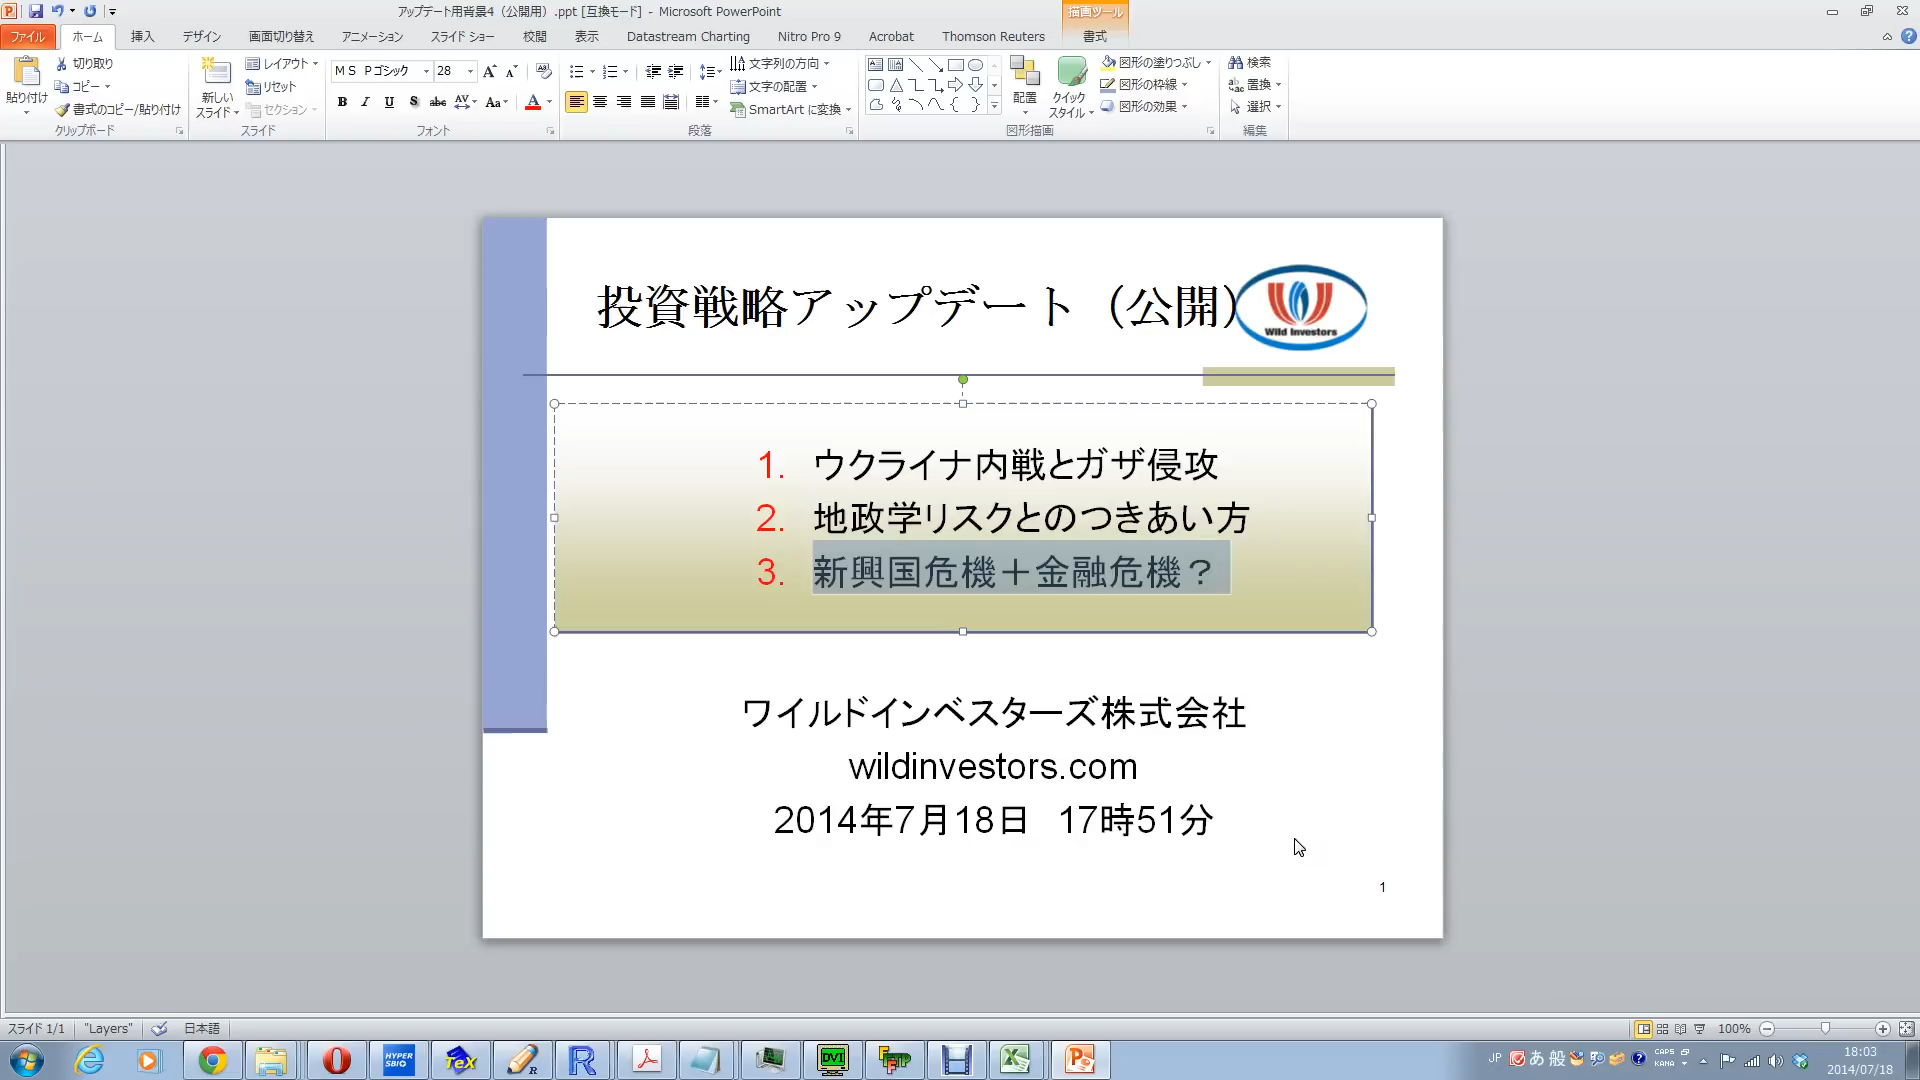 アップデート用背景4（公開用）.ppt [互換モード] - Microsoft PowerPoint
描画ツール
ファイル ホーム 挿入 デザイン 画面切り替え アニメーション スライド ショー 校閲 表示 Datastream Charting Nitro Pro 9 Acrobat Thomson Reuters 書式
貼り付け
切り取り
コピー
書式のコピー/貼り付け
クリップボード
新しい
スライド
レイアウト
リセット
セクション
スライド
ＭＳ Ｐゴシック 28
フォント
文字列の方向
文字の配置
SmartArt に変換
段落
配置
クイック
スタイル
図形の塗りつぶし
図形の枠線
図形の効果
図形描画
検索
置換
選択
編集
投資戦略アップデート（公開）
Wild Investors
1. ウクライナ内戦とガザ侵攻
2. 地政学リスクとのつきあい方
3. 新興国危機＋金融危機？
ワイルドインベスターズ株式会社
wildinvestors.com
2014年7月18日　17時51分
1
スライド 1/1 "Layers" 日本語 100%
HYPER
SBIQ
TeX
R
DVI
JP あ 般 CAPS
KANA
18:03
2014/07/18